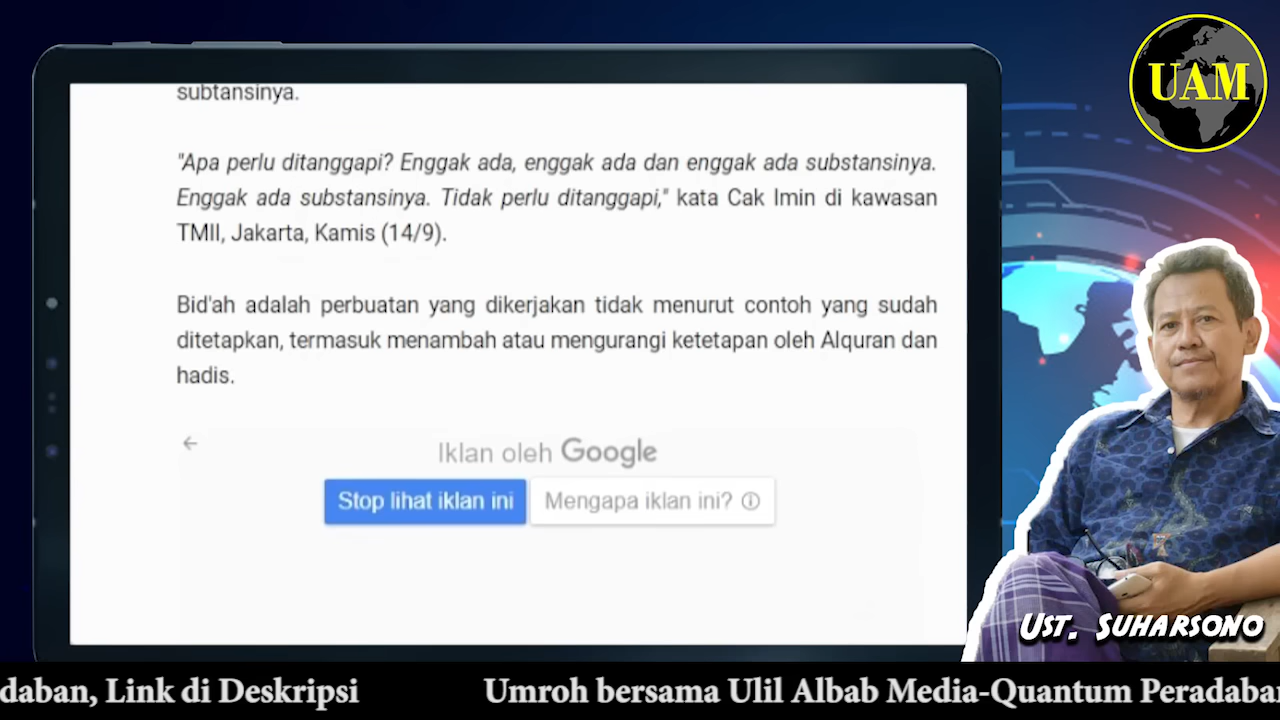 UAM
subtansinya.
"Apa perlu ditanggapi? Enggak ada, enggak ada dan enggak ada substansinya.
Enggak ada substansinya. Tidak perlu ditanggapi," kata Cak Imin di kawasan
TMII, Jakarta, Kamis (14/9).
Bid'ah adalah perbuatan yang dikerjakan tidak menurut contoh yang sudah
ditetapkan, termasuk menambah atau mengurangi ketetapan oleh Alquran dan
hadis.
Iklan oleh Google
Stop lihat iklan ini
Mengapa iklan ini?
UST. SUHARSONO
daban, Link di Deskripsi
Umroh bersama Ulil Albab Media-Quantum Peradaban